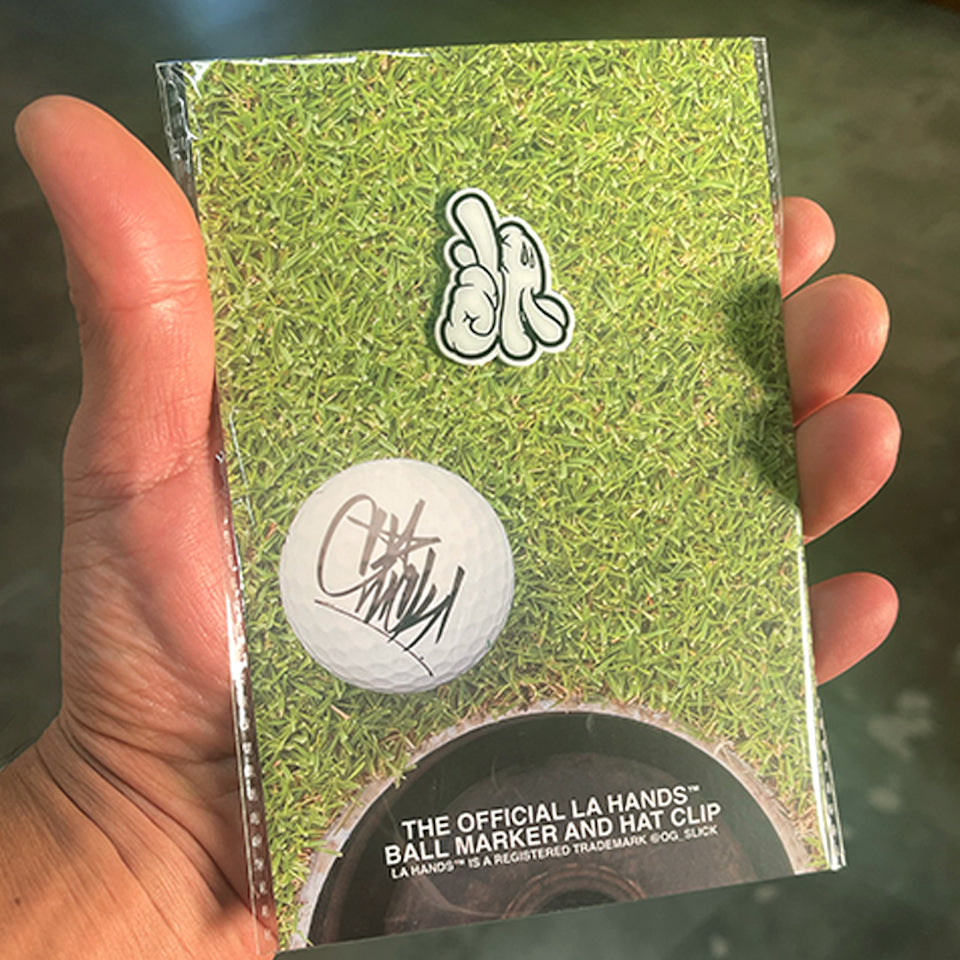 THE OFFICIAL LA HANDS™
BALL MARKER AND HAT CLIP
LA HANDS™ IS A REGISTERED TRADEMARK @OG_SLICK